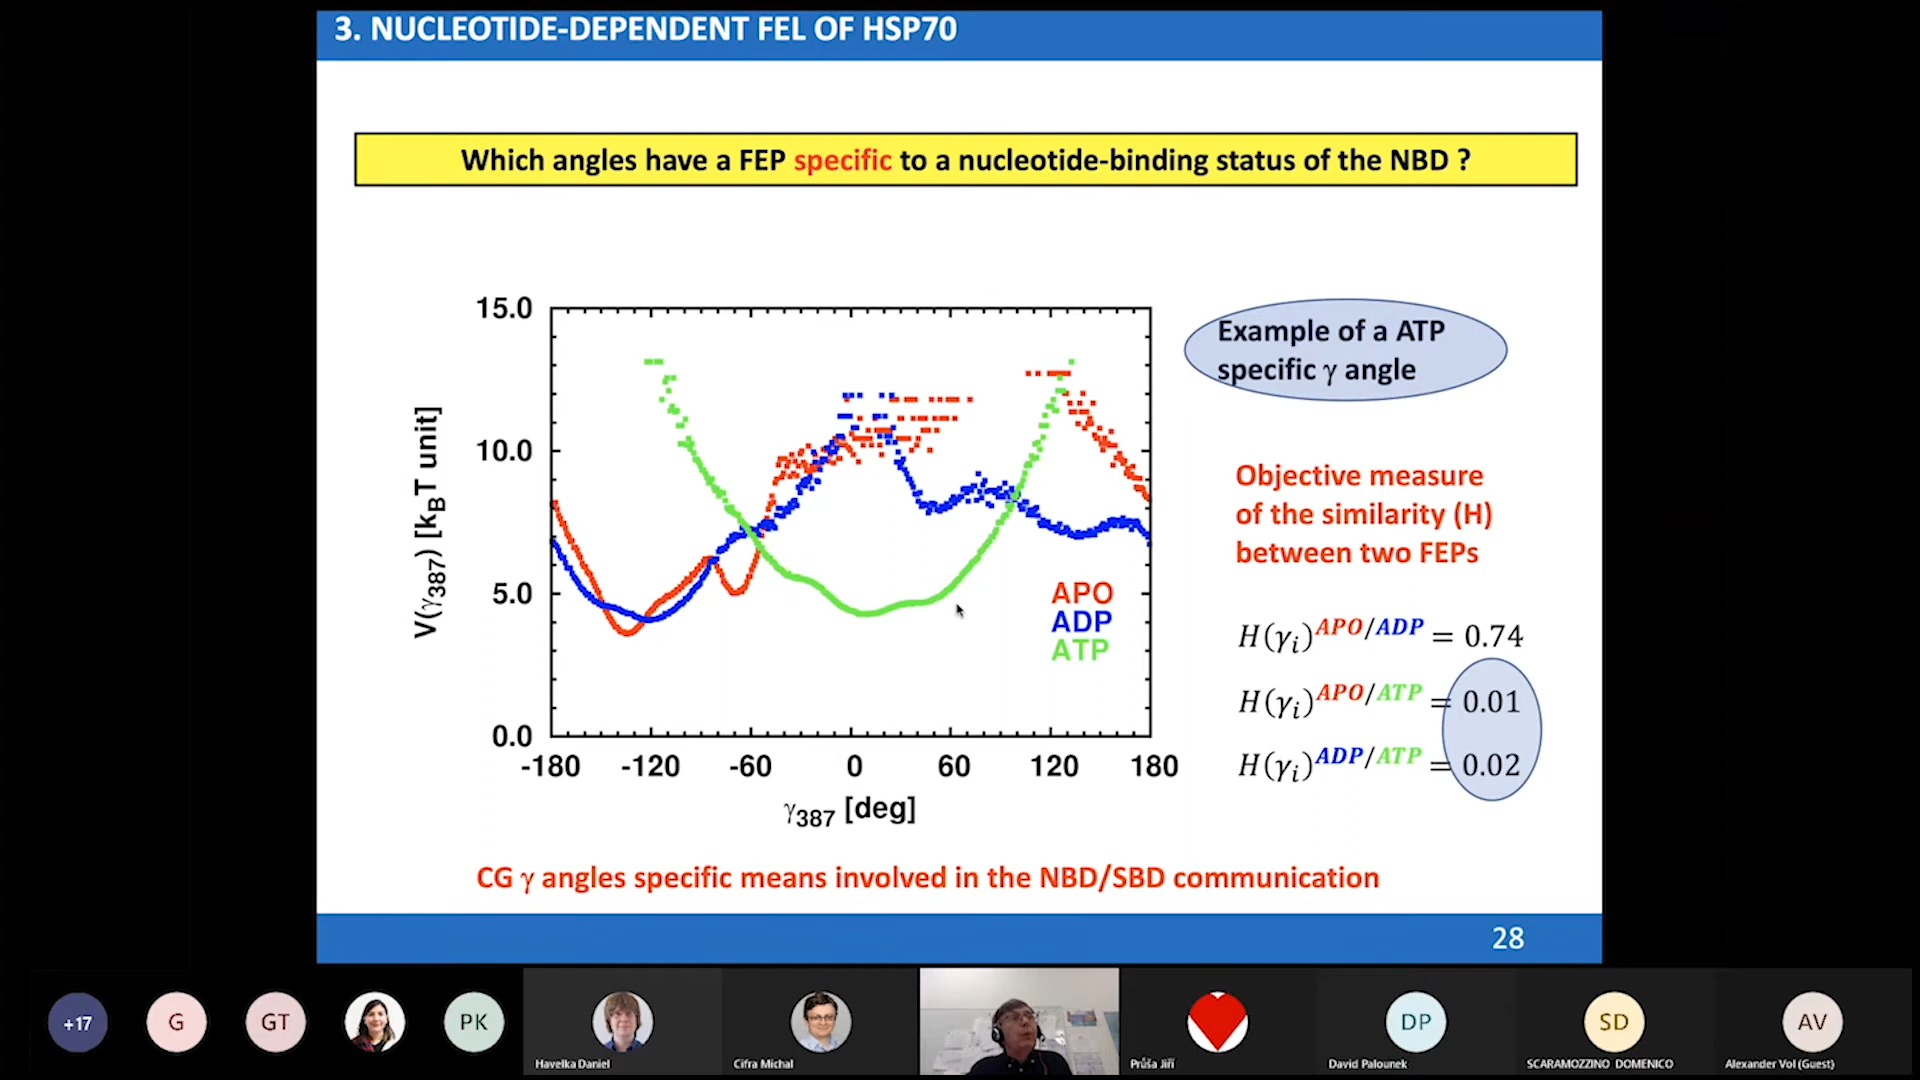 3. NUCLEOTIDE-DEPENDENT FEL OF HSP70
Which angles have a FEP specific to a nucleotide-binding status of the NBD ?
15.0
10.0
5.0
0.0
V(γ387) [kBT unit]
-180 -120 -60 0 60 120 180
γ387 [deg]
APO
ADP
ATP
Example of a ATP
specific γ angle
Objective measure
of the similarity (H)
between two FEPs
H(γi)APO/ADP = 0.74
H(γi)APO/ATP = 0.01
H(γi)ADP/ATP = 0.02
CG γ angles specific means involved in the NBD/SBD communication
28
+17
G
GT
PK
Havelka Daniel
Cifra Michal
Průša Jiří
DP
David Palounek
SD
SCARAMOZZINO DOMENICO
AV
Alexander Vol (Guest)